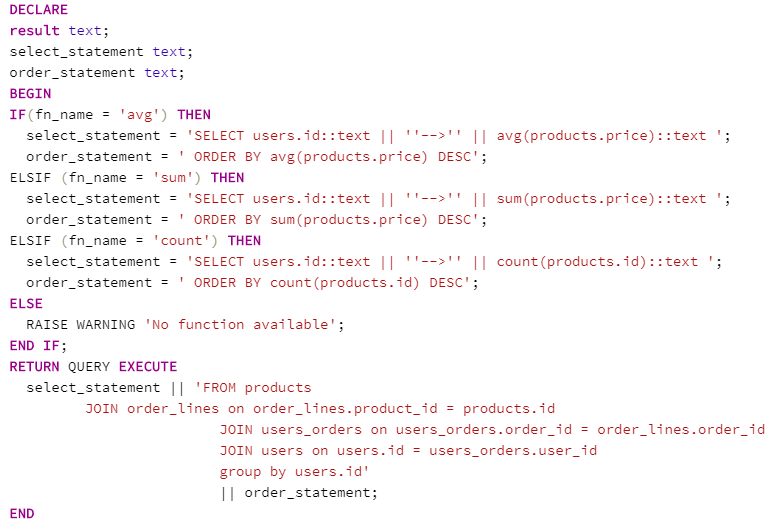 DECLARE
result text;
select_statement text;
order_statement text;
BEGIN
IF(fn_name = 'avg') THEN
  select_statement = 'SELECT users.id::text || ''-->'' || avg(products.price)::text ';
  order_statement = ' ORDER BY avg(products.price) DESC';
ELSIF (fn_name = 'sum') THEN
  select_statement = 'SELECT users.id::text || ''-->'' || sum(products.price)::text ';
  order_statement = ' ORDER BY sum(products.price) DESC';
ELSIF (fn_name = 'count') THEN
  select_statement = 'SELECT users.id::text || ''-->'' || count(products.id)::text ';
  order_statement = ' ORDER BY count(products.id) DESC';
ELSE
  RAISE WARNING 'No function available';
END IF;
RETURN QUERY EXECUTE
  select_statement || 'FROM products
         JOIN order_lines on order_lines.product_id = products.id
                         JOIN users_orders on users_orders.order_id = order_lines.order_id
                         JOIN users on users.id = users_orders.user_id
                         group by users.id'
                         || order_statement;
END